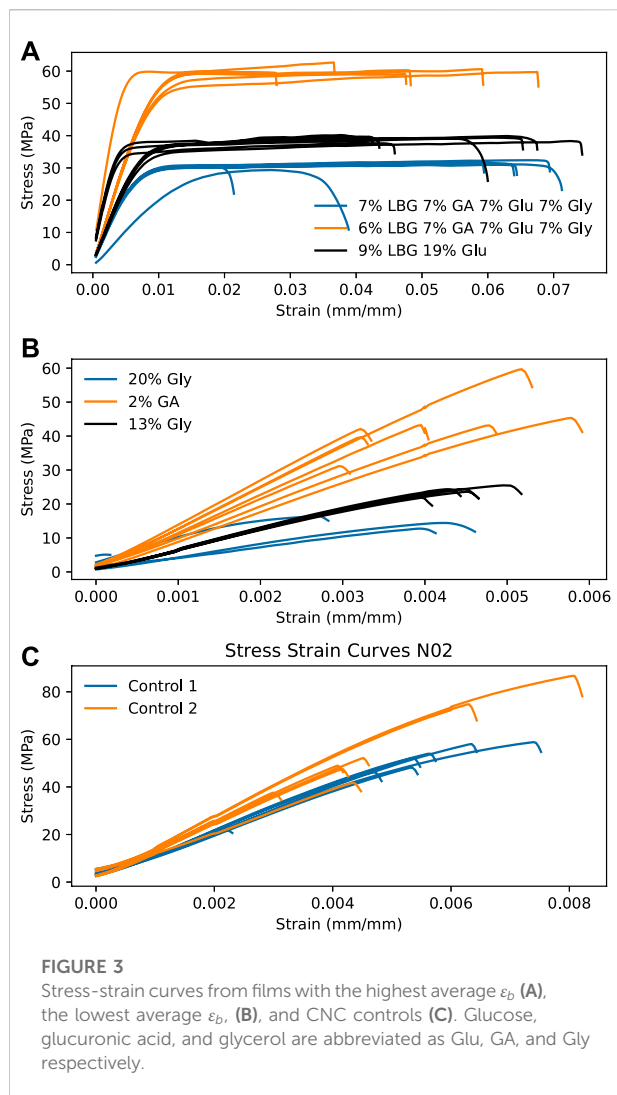 A
60
50
40
30
20
10
0
Stress (MPa)
7% LBG 7% GA 7% Glu 7% Gly
6% LBG 7% GA 7% Glu 7% Gly
9% LBG 19% Glu
0.00 0.01 0.02 0.03 0.04 0.05 0.06 0.07
Strain (mm/mm)
B
60
50
40
30
20
10
0
Stress (MPa)
20% Gly
2% GA
13% Gly
0.000 0.001 0.002 0.003 0.004 0.005 0.006
Strain (mm/mm)
C
Stress Strain Curves N02
80
60
40
20
0
Stress (MPa)
Control 1
Control 2
0.000 0.002 0.004 0.006 0.008
Strain (mm/mm)
FIGURE 3
Stress-strain curves from films with the highest average εb (A),
the lowest average εb, (B), and CNC controls (C). Glucose,
glucuronic acid, and glycerol are abbreviated as Glu, GA, and Gly
respectively.